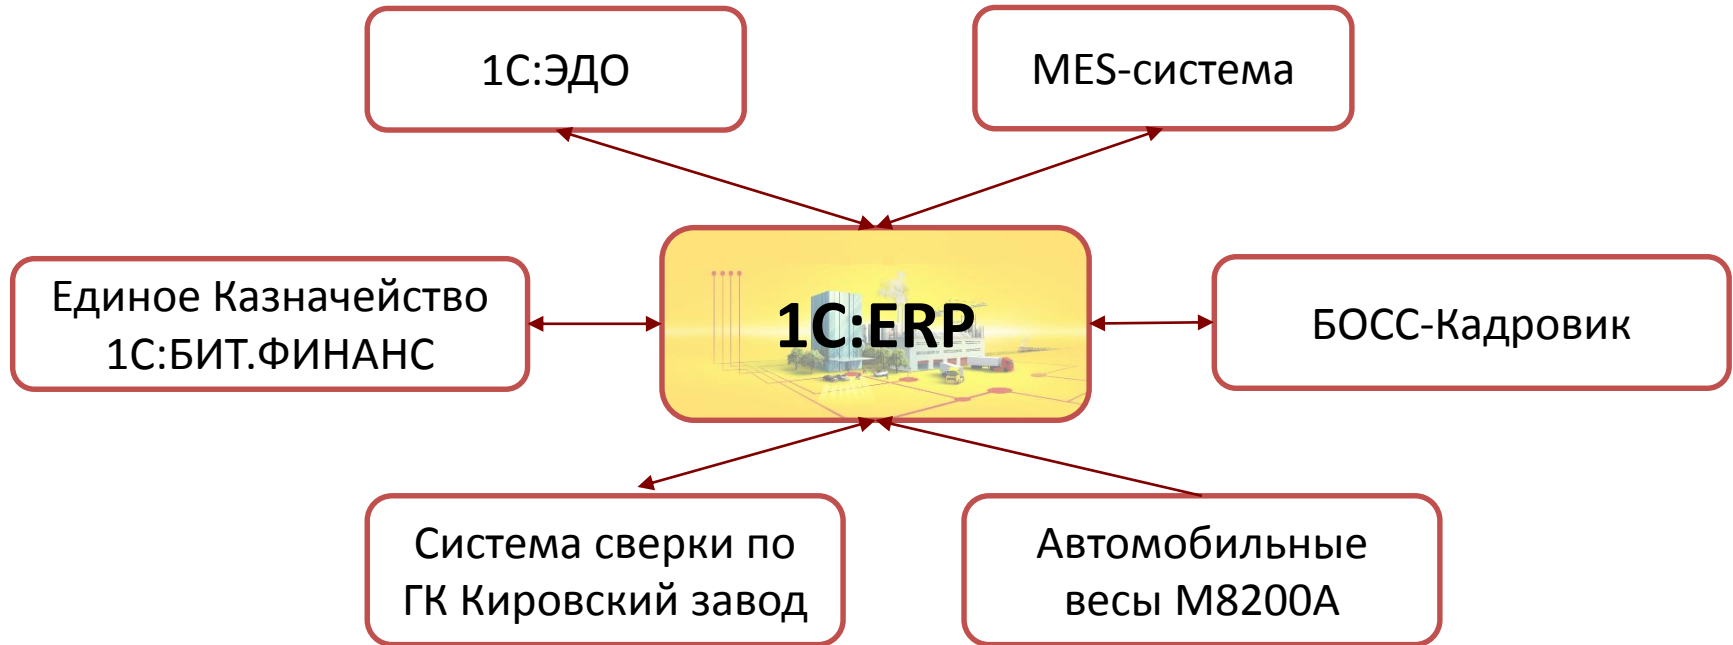 1С:ЭДО
MES-система
Единое Казначейство
1С:БИТ.ФИНАНС
1С:ERP
БОСС-Кадровик
Система сверки по
ГК Кировский завод
Автомобильные
весы М8200А